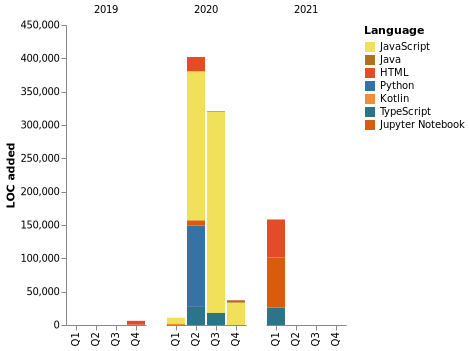 2019 2020 2021
Language
JavaScript
Java
HTML
Python
Kotlin
TypeScript
Jupyter Notebook
LOC added
450,000
400,000
350,000
300,000
250,000
200,000
150,000
100,000
50,000
0
Q1 Q2 Q3 Q4 Q1 Q2 Q3 Q4 Q1 Q2 Q3 Q4